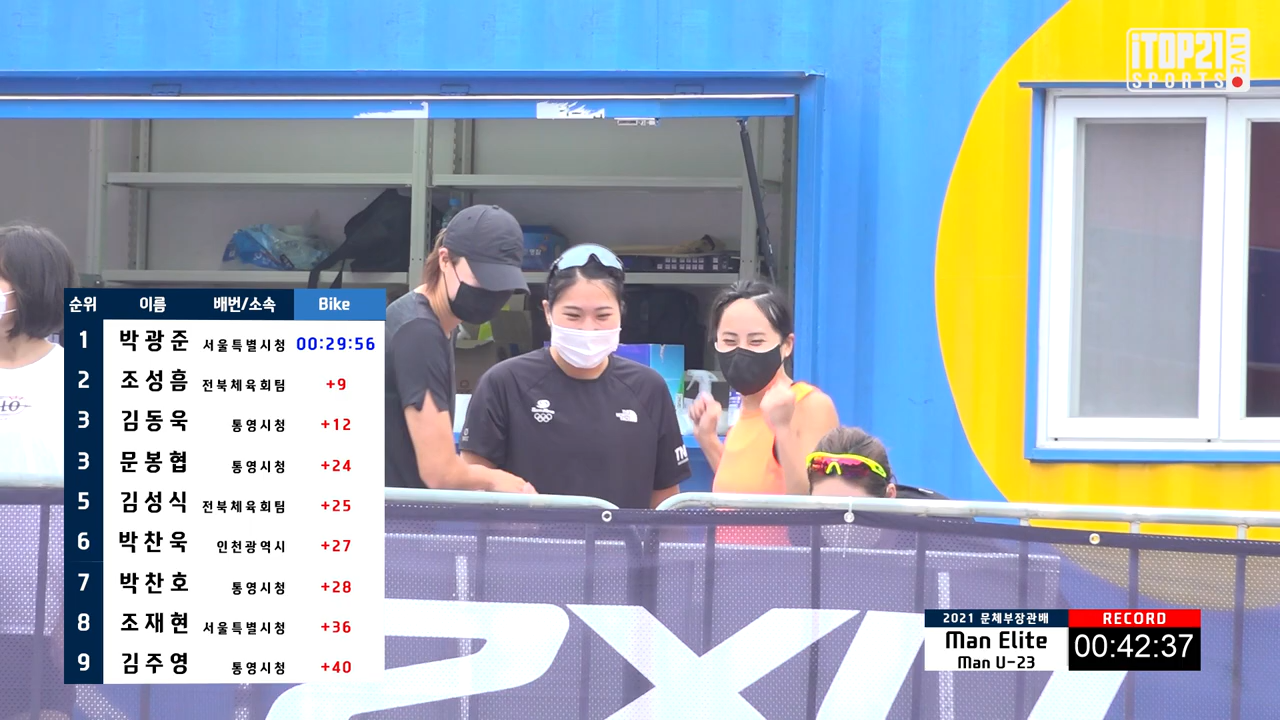 iTOP21 LIVE
SPORTS
순위 이름 배번/소속 Bike
1 박광준 서울특별시청 00:29:56
2 조성흠 전북체육회팀 +9
3 김동욱 통영시청 +12
3 문봉협 통영시청 +24
5 김성식 전북체육회팀 +25
6 박찬욱 인천광역시 +27
7 박찬호 통영시청 +28
8 조재현 서울특별시청 +36
9 김주영 통영시청 +40
2021 문체부장관배 RECORD
Man Elite 00:42:37
Man U-23
2XU